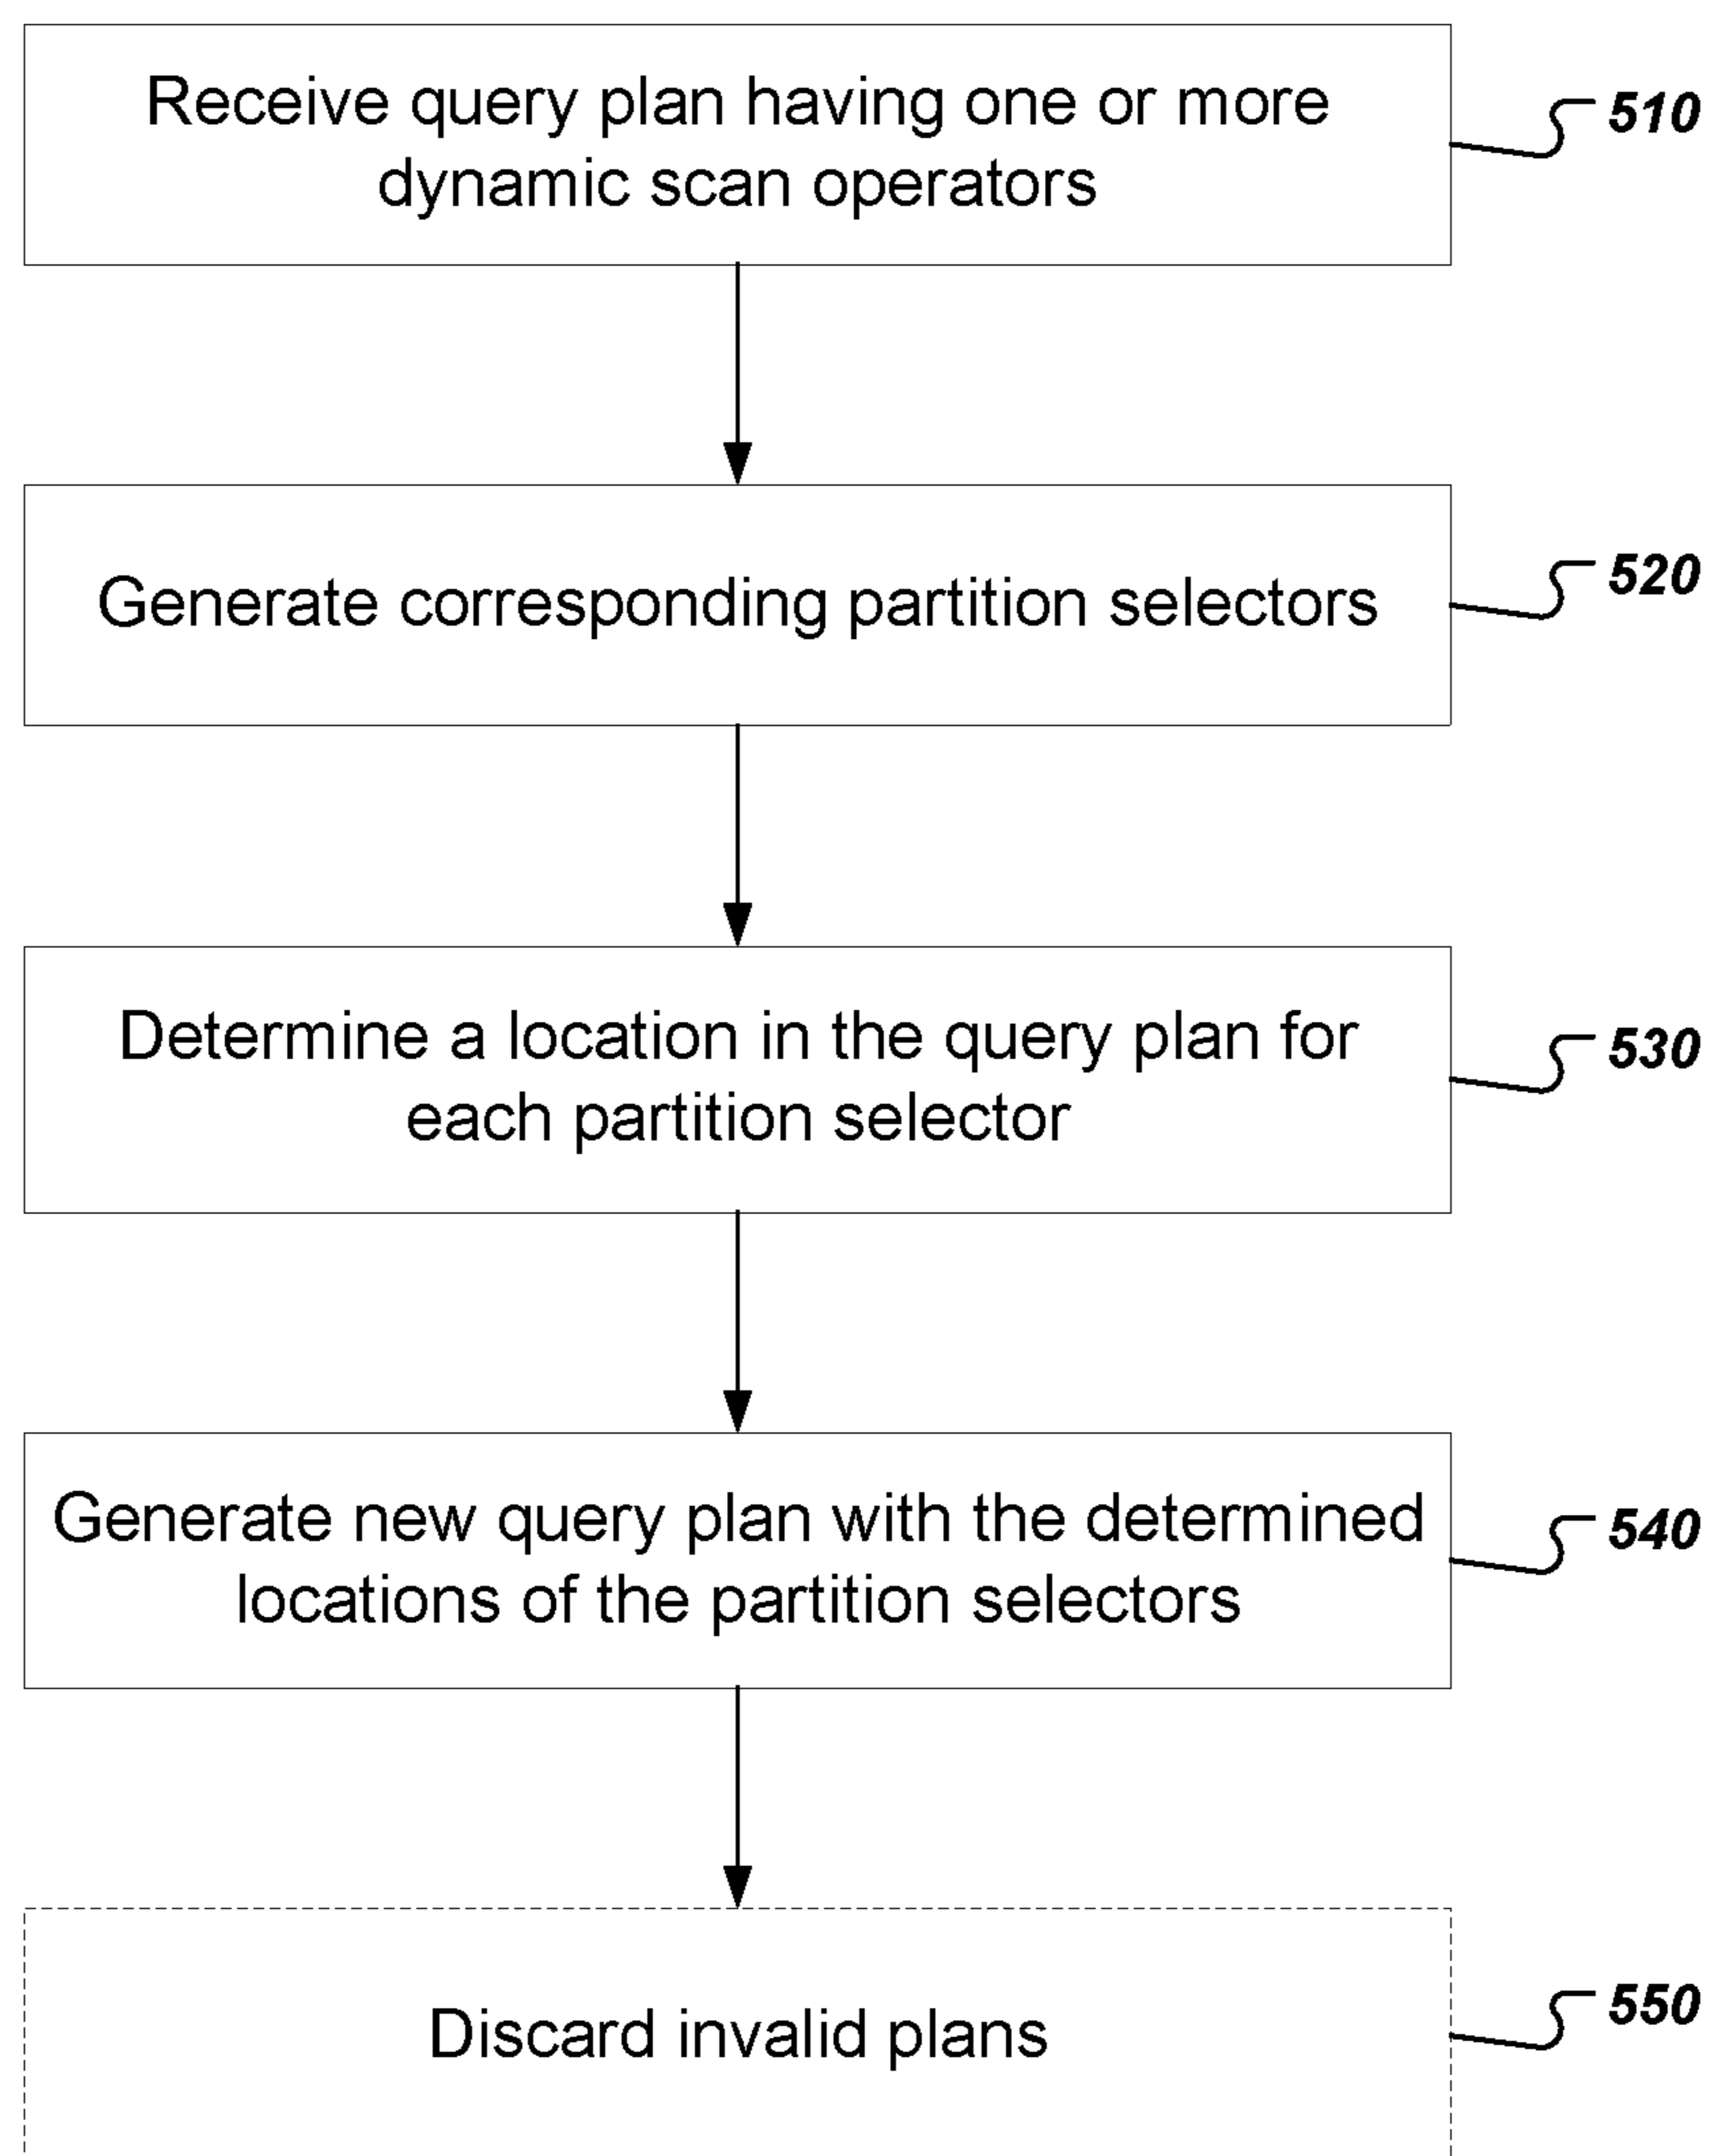 Receive query plan having one or more
dynamic scan operators
510
Generate corresponding partition selectors
520
Determine a location in the query plan for
each partition selector
530
Generate new query plan with the determined
locations of the partition selectors
540
Discard invalid plans
550